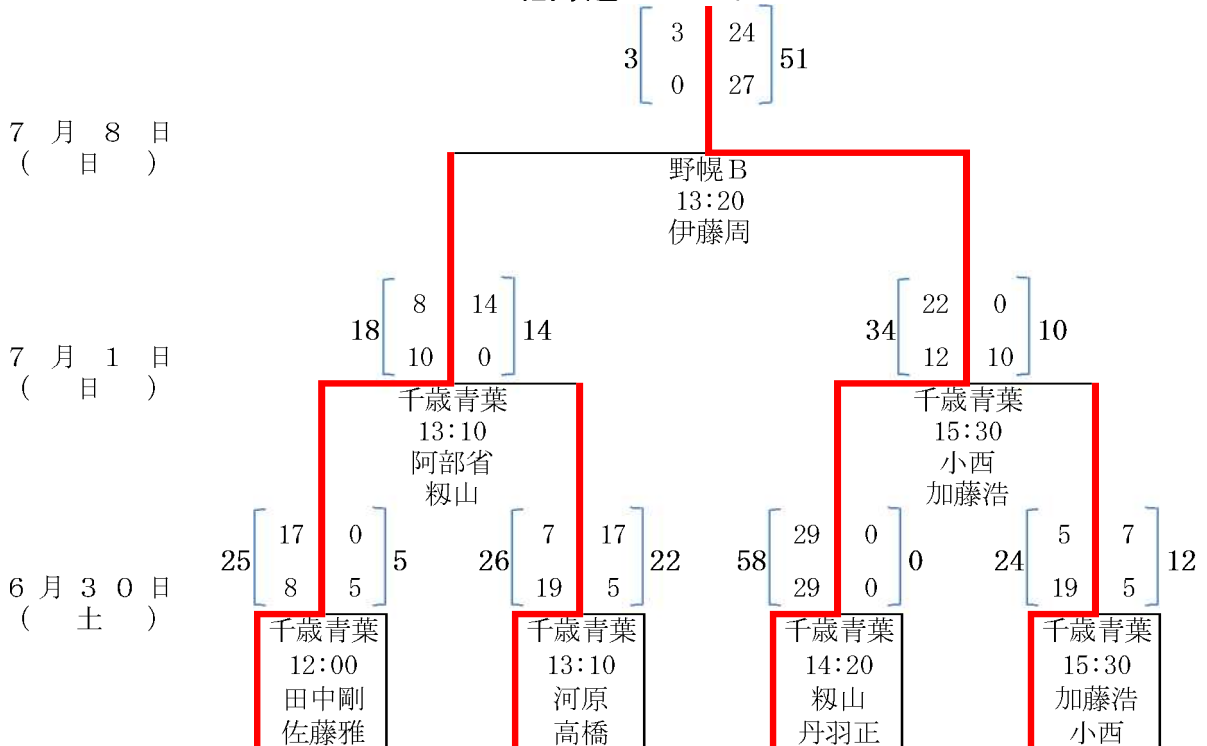 3 24
3 51
0 27
7 月 8 日
( 日 )
野幌B
13:20
伊藤周
8 14 22 0
18 14 34 10
10 0 12 10
7 月 1 日
( 日 )
千歳青葉 千歳青葉
13:10 15:30
阿部省 小西
籾山 加藤浩
17 0 7 17 29 0 5 7
25 5 26 22 58 0 24 12
8 5 19 5 29 0 19 5
6 月 3 0 日
( 土 )
千歳青葉 千歳青葉 千歳青葉 千歳青葉
12:00 13:10 14:20 15:30
田中剛 河原 籾山 加藤浩
佐藤雅 高橋 丹羽正 小西